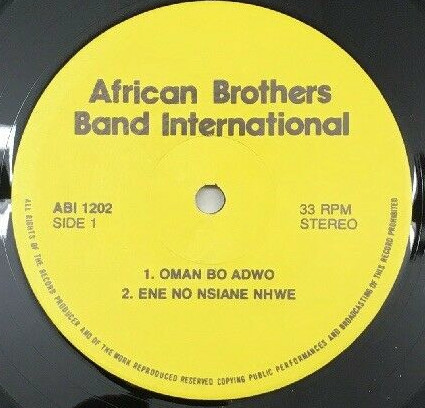 African Brothers
Band International
ABI 1202
SIDE 1
33 RPM
STEREO
1. OMAN BO ADWO
2. ENE NO NSIANE NHWE
ALL RIGHTS OF THE RECORD PRODUCER AND OF THE WORK REPRODUCED RESERVED COPYING PUBLIC PERFORMANCES AND BROADCASTING OF THIS RECORD PROHIBITED